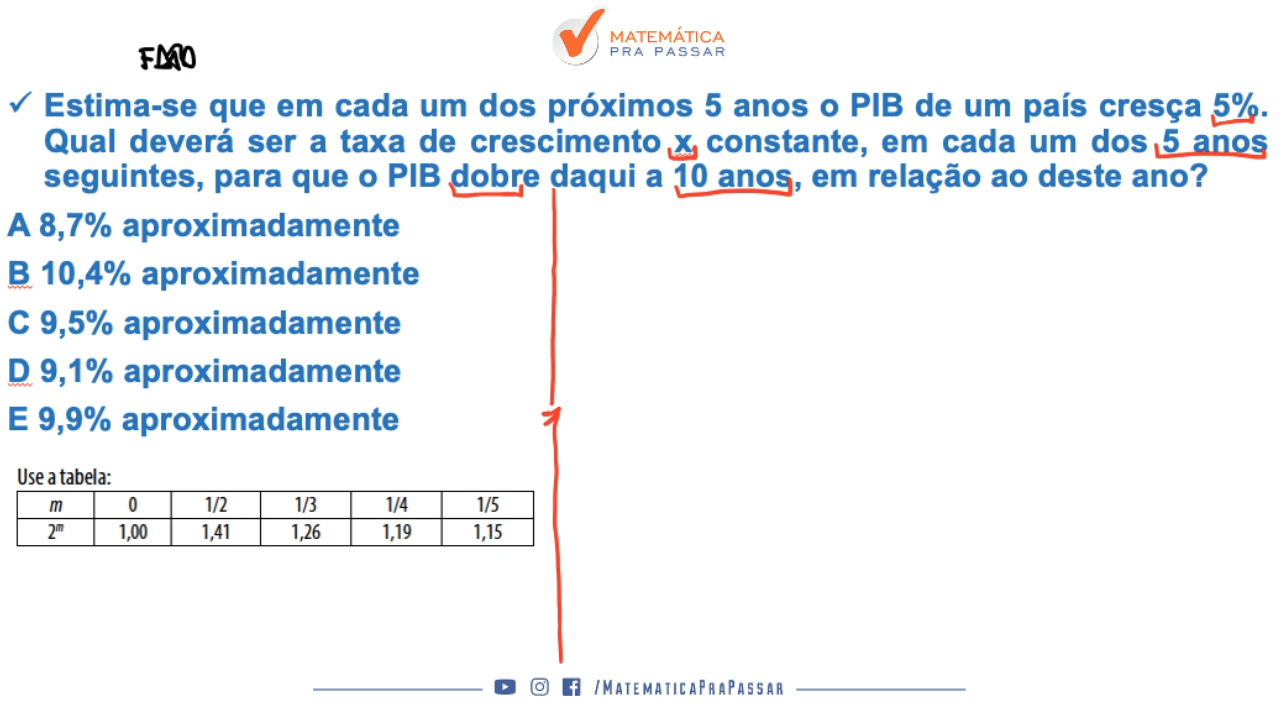 MATEMÁTICA
PRA PASSAR
✓ Estima-se que em cada um dos próximos 5 anos o PIB de um país cresça 5%.
Qual deverá ser a taxa de crescimento x constante, em cada um dos 5 anos
seguintes, para que o PIB dobre daqui a 10 anos, em relação ao deste ano?
A 8,7% aproximadamente
B 10,4% aproximadamente
C 9,5% aproximadamente
D 9,1% aproximadamente
E 9,9% aproximadamente
Use a tabela:
m 0 1/2 1/3 1/4 1/5
2ᵐ 1,00 1,41 1,26 1,19 1,15
/MATEMATICAPRAPASSAR